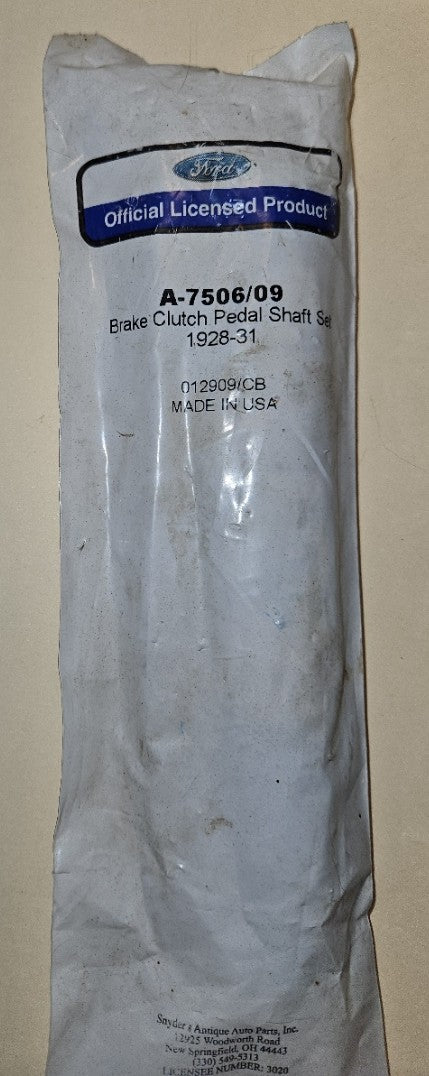 Ford
Official Licensed Product
A-7506/09
Brake Clutch Pedal Shaft Set
1928-31
012909/CB
MADE IN USA
Snyder's Antique Auto Parts, Inc.
12925 Woodworth Road
New Springfield, OH 44443
(330) 549-5313
LICENSEE NUMBER: 3020